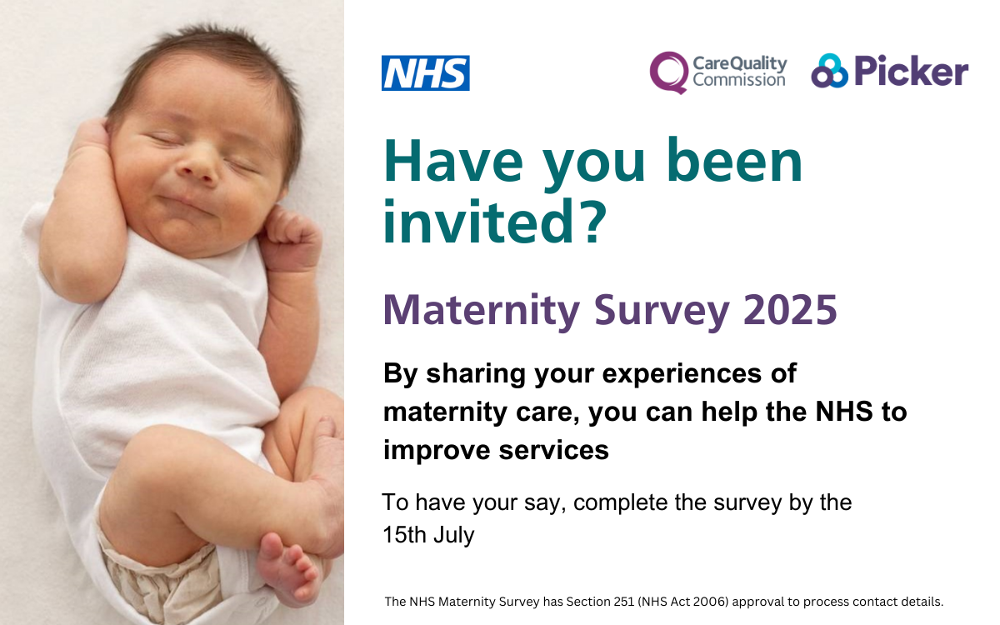 NHS
CareQuality
Commission
Picker
Have you been
invited?
Maternity Survey 2025
By sharing your experiences of
maternity care, you can help the NHS to
improve services
To have your say, complete the survey by the
15th July
The NHS Maternity Survey has Section 251 (NHS Act 2006) approval to process contact details.